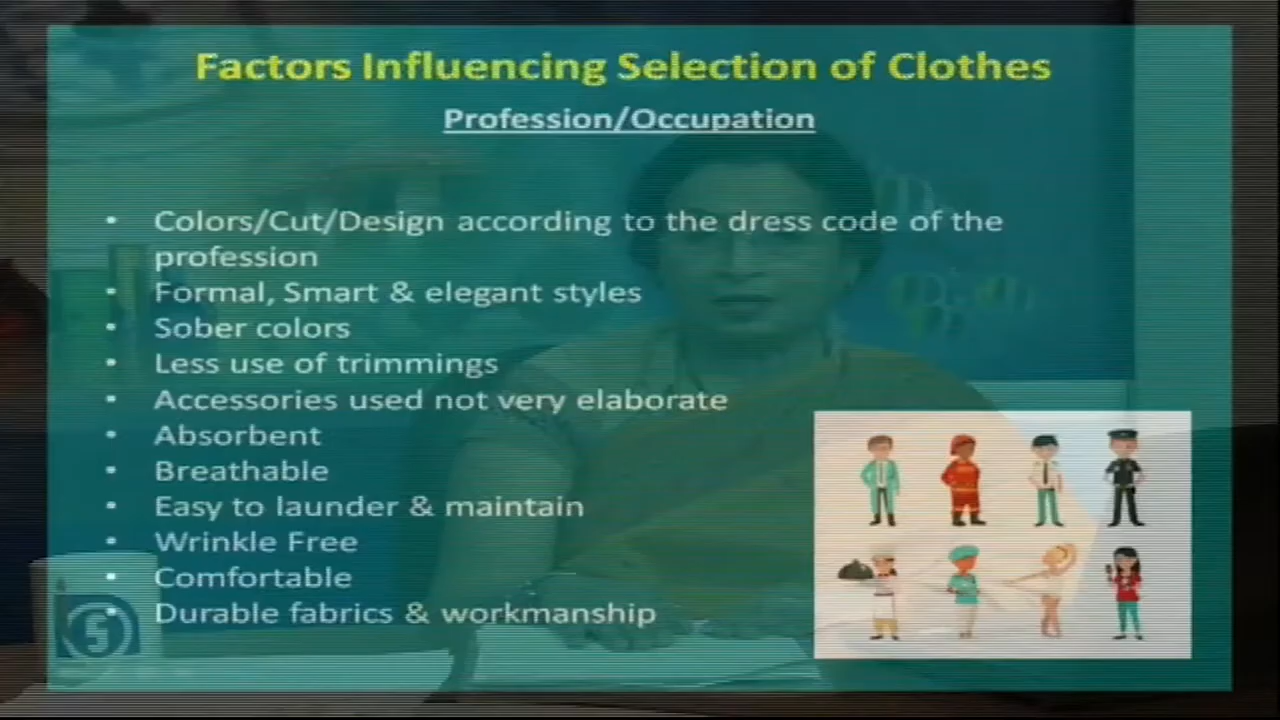 Factors Influencing Selection of Clothes
Profession/Occupation
• Colors/Cut/Design according to the dress code of the
profession
• Formal, Smart & elegant styles
• Sober colors
• Less use of trimmings
• Accessories used not very elaborate
• Absorbent
• Breathable
• Easy to launder & maintain
• Wrinkle Free
• Comfortable
• Durable fabrics & workmanship